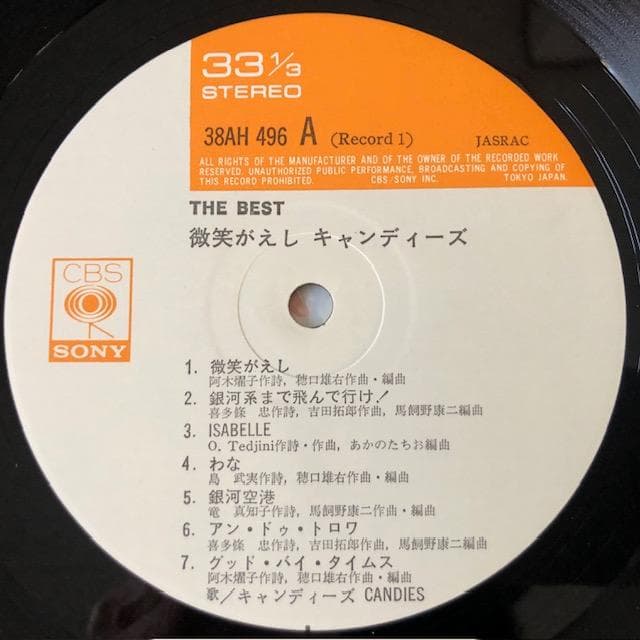 33 1/3
STEREO
38AH 496 A (Record 1) JASRAC
ALL RIGHTS OF THE MANUFACTURER AND OF THE OWNER OF THE RECORDED WORK
RESERVED. UNAUTHORIZED PUBLIC PERFORMANCE, BROADCASTING AND COPYING OF
THIS RECORD PROHIBITED. CBS/SONY INC. TOKYO JAPAN.
THE BEST
微笑がえし キャンディーズ
CBS
SONY
1. 微笑がえし
阿木燿子作詩, 穂口雄右作曲・編曲
2. 銀河系まで飛んで行け!
喜多條 忠作詩, 吉田拓郎作曲, 馬飼野康二編曲
3. ISABELLE
O. Tedjini作詩・作曲, あかのたちお編曲
4. わな
島 武実作詩, 穂口雄右作曲・編曲
5. 銀河空港
竜 真知子作詩, 馬飼野康二作曲・編曲
6. アン・ドゥ・トロワ
喜多條 忠作詩, 吉田拓郎作曲, 馬飼野康二編曲
7. グッド・バイ・タイムス
阿木燿子作詩, 穂口雄右作曲・編曲
歌/キャンディーズ CANDIES